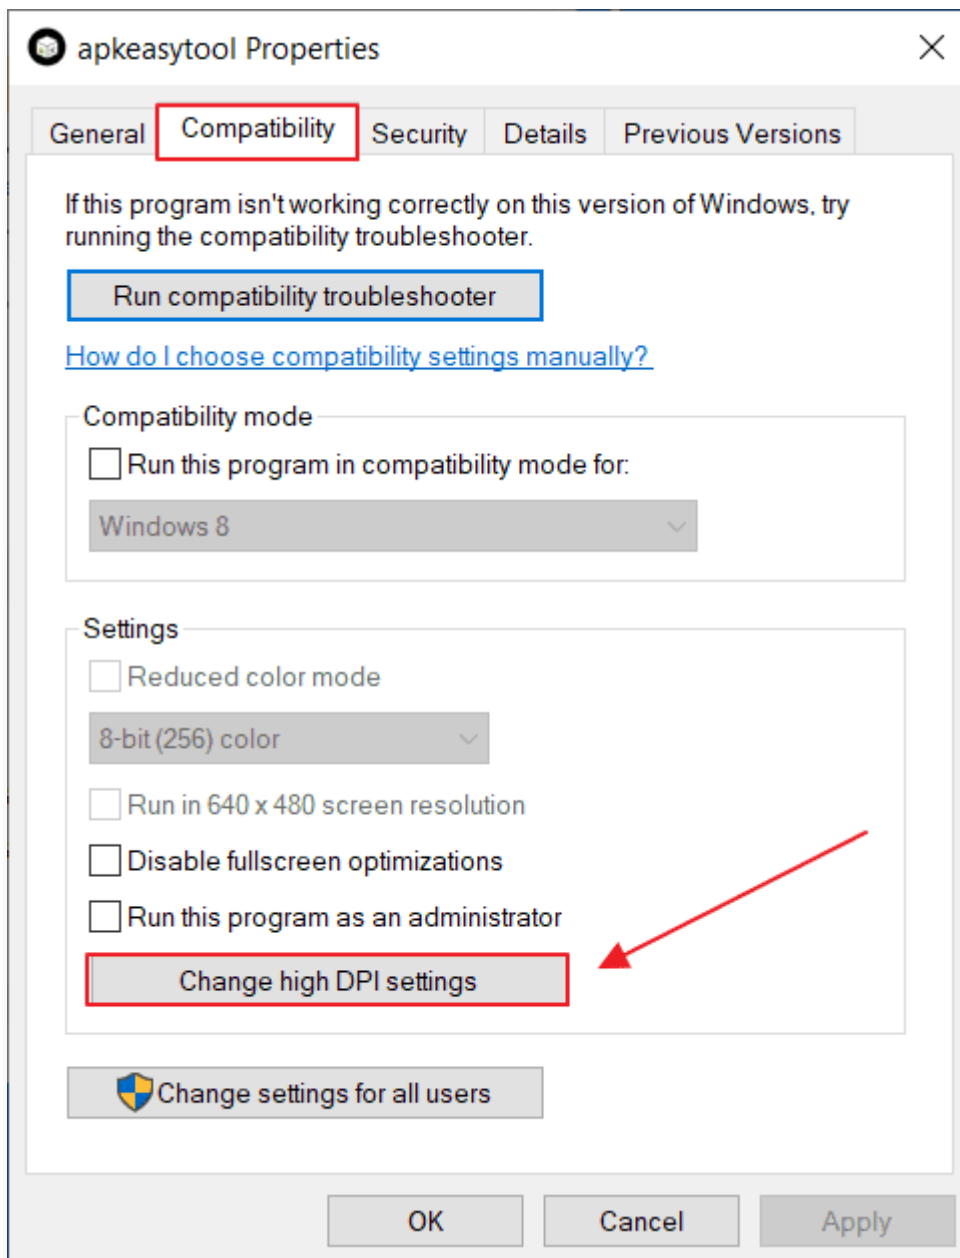 apkeasytool Properties
General Compatibility Security Details Previous Versions
If this program isn't working correctly on this version of Windows, try
running the compatibility troubleshooter.
Run compatibility troubleshooter
How do I choose compatibility settings manually?
Compatibility mode
Run this program in compatibility mode for:
Windows 8
Settings
Reduced color mode
8-bit (256) color
Run in 640 x 480 screen resolution
Disable fullscreen optimizations
Run this program as an administrator
Change high DPI settings
Change settings for all users
OK Cancel Apply